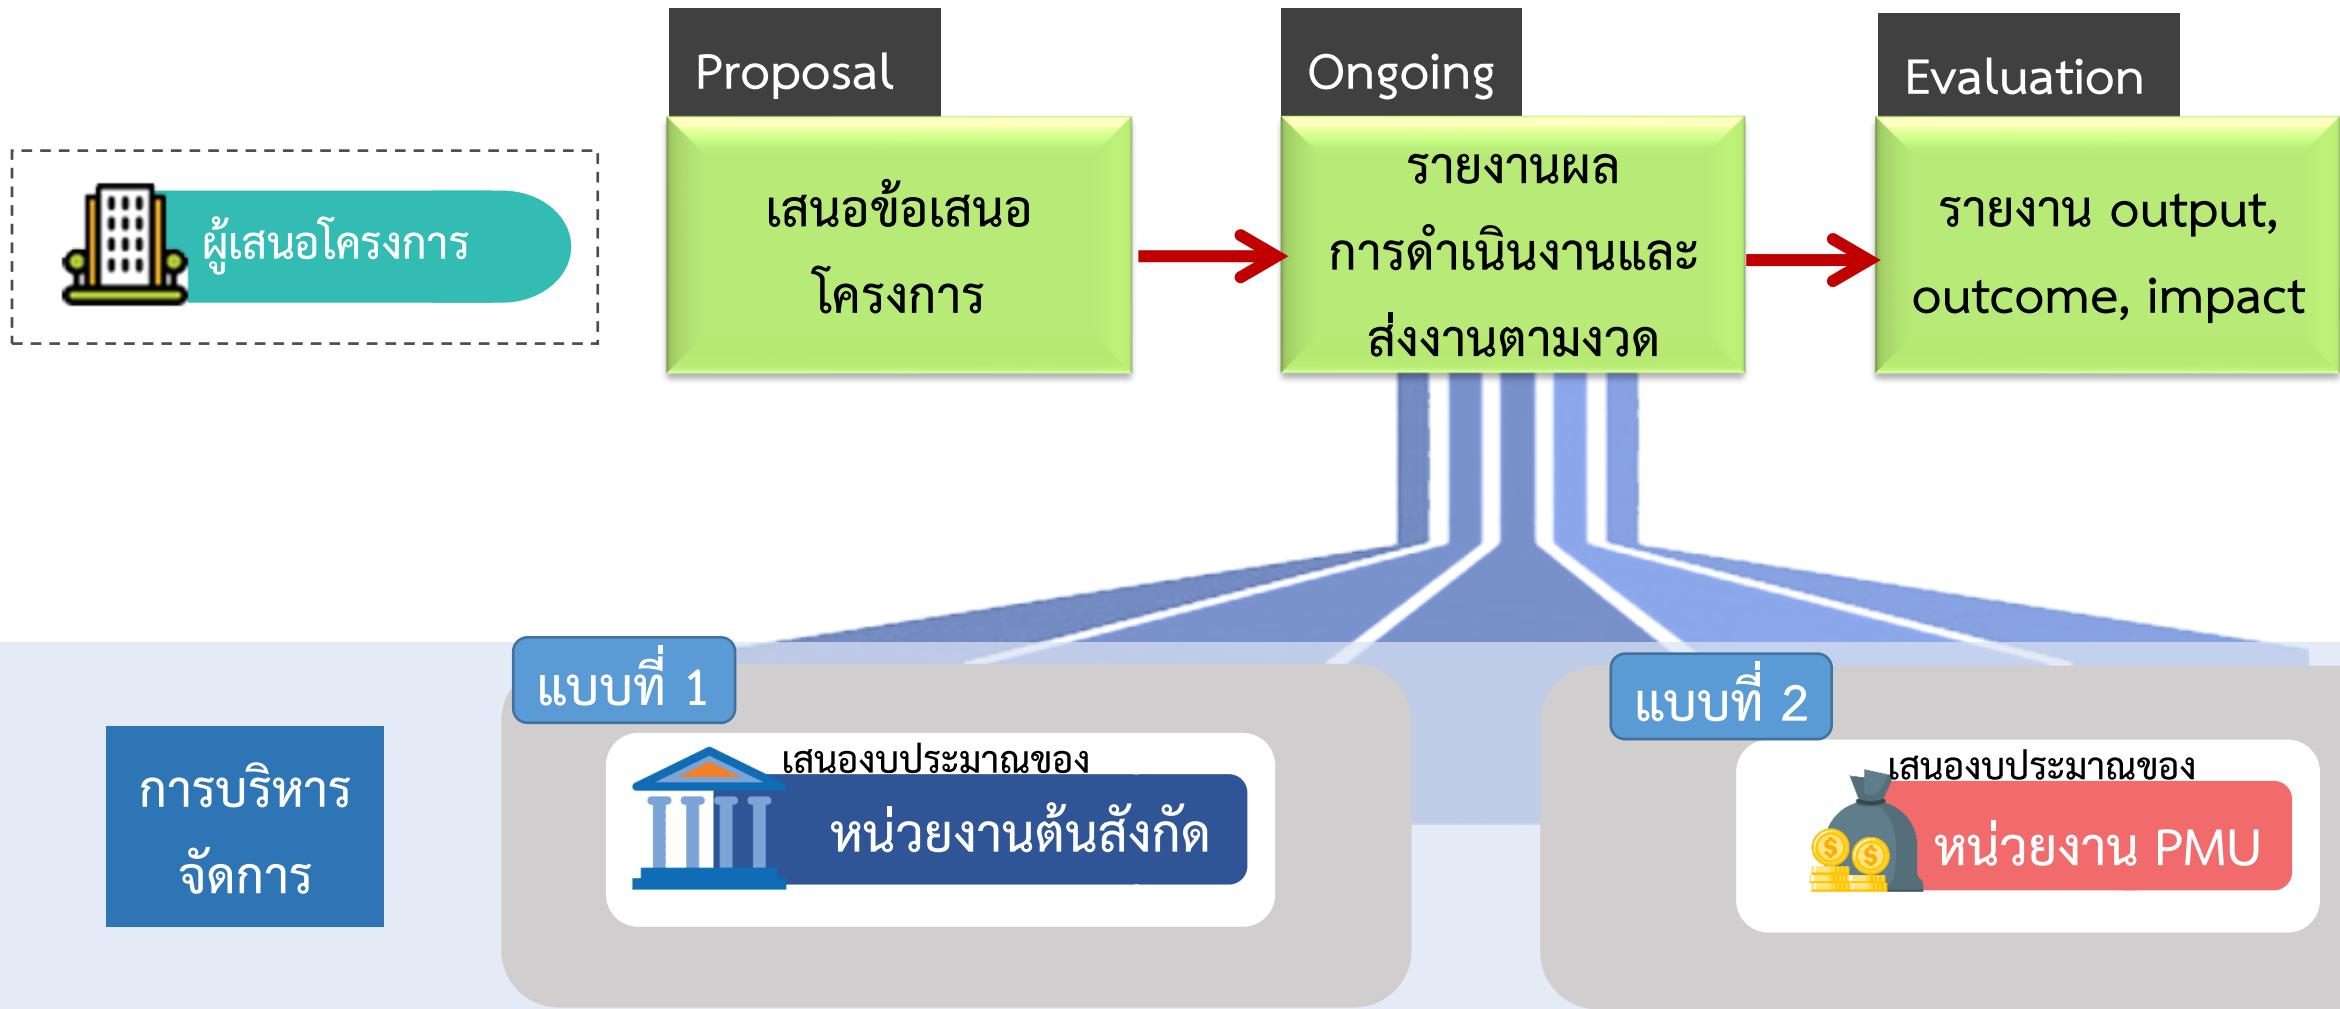 Proposal
Ongoing
Evaluation
ผู้เสนอโครงการ
เสนอข้อเสนอ
โครงการ
รายงานผล
การดำเนินงานและ
ส่งงานตามงวด
รายงาน output,
outcome, impact
การบริหาร
จัดการ
แบบที่ 1
เสนองบประมาณของ
หน่วยงานต้นสังกัด
แบบที่ 2
เสนองบประมาณของ
หน่วยงาน PMU